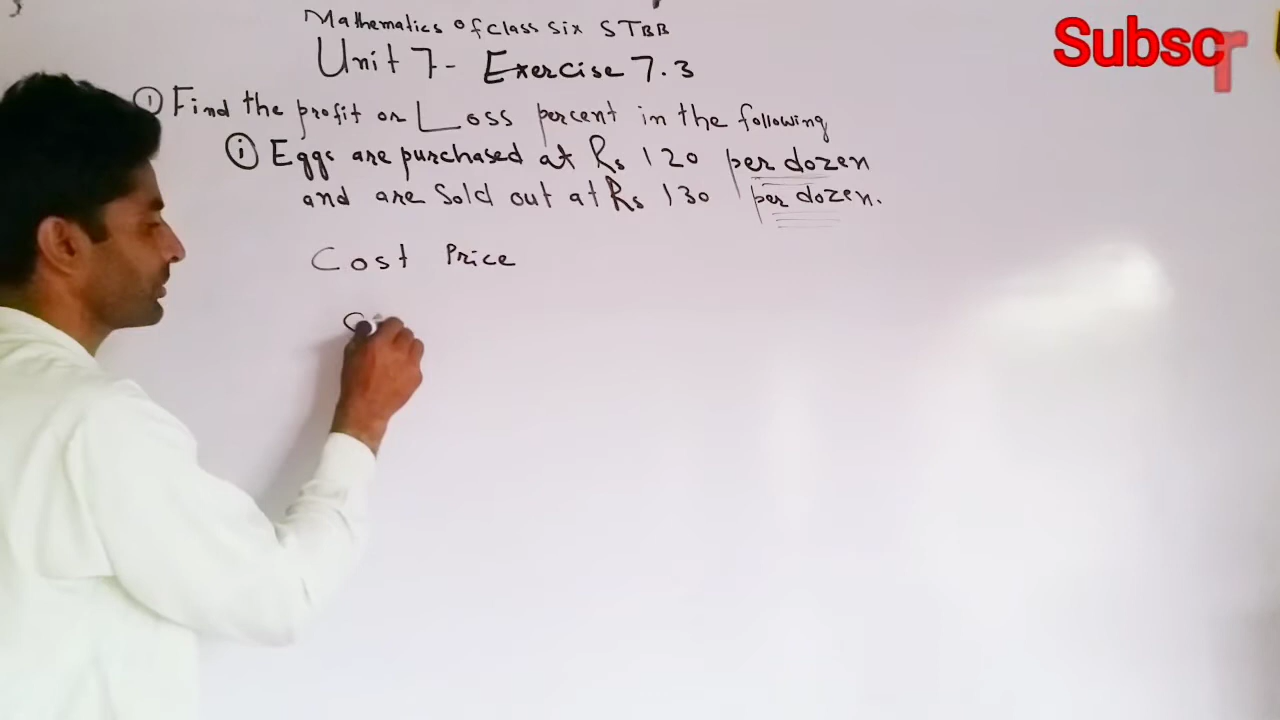 Mathematics of class six STBB
Unit 7- Exercise 7.3
① Find the profit or Loss percent in the following
ⓘ Eggs are purchased at Rs 120 per dozen
and are sold out at Rs 130 per dozen.
Cost Price
Subscr